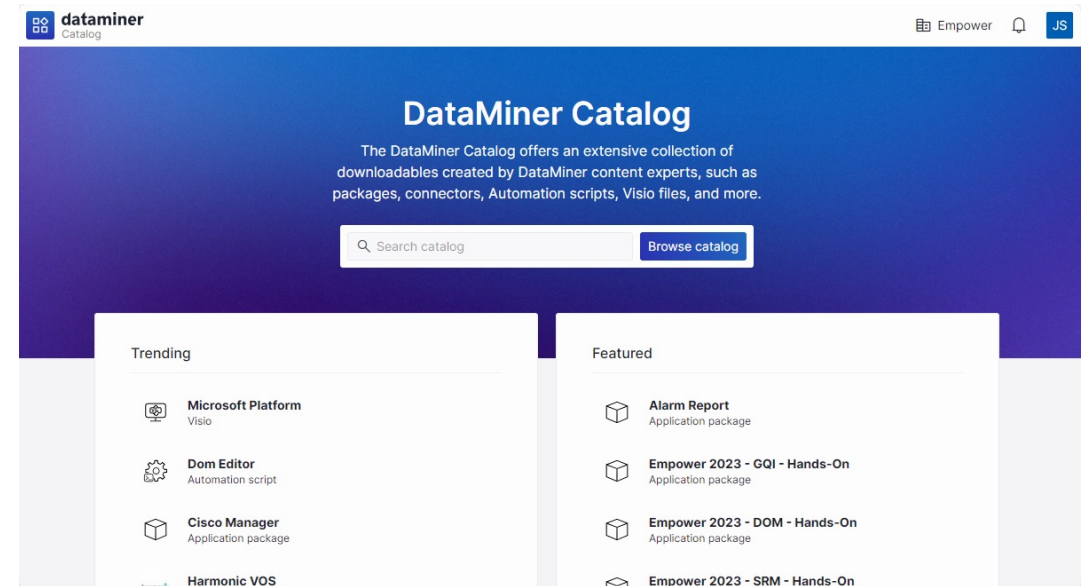 dataminer
Catalog
Empower
JS
DataMiner Catalog
The DataMiner Catalog offers an extensive collection of
downloadables created by DataMiner content experts, such as
packages, connectors, Automation scripts, Visio files, and more.
Search catalog
Browse catalog
Trending
Microsoft Platform
Visio
Dom Editor
Automation script
Cisco Manager
Application package
Harmonic VOS
Featured
Alarm Report
Application package
Empower 2023 - GQI - Hands-On
Application package
Empower 2023 - DOM - Hands-On
Application package
Empower 2023 - SRM - Hands-On